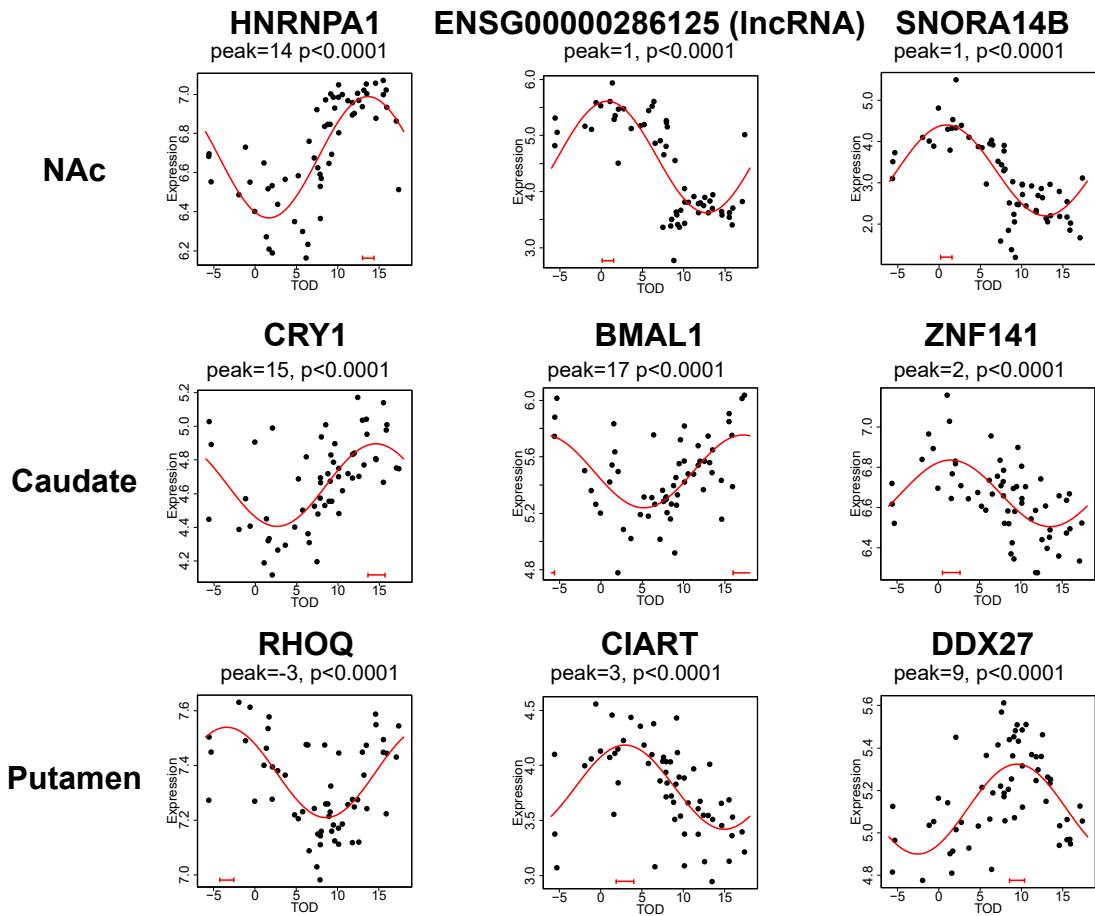 HNRNPA1 ENSG00000286125 (lncRNA) SNORA14B
peak=14 p<0.0001 peak=1, p<0.0001 peak=1, p<0.0001
NAc
Expression
6.2 6.4 6.6 6.8 7.0
−5 0 5 10 15
TOD
Expression
3.0 4.0 5.0 6.0
−5 0 5 10 15
TOD
Expression
2.0 3.0 4.0 5.0
−5 0 5 10 15
TOD
CRY1 BMAL1 ZNF141
peak=15, p<0.0001 peak=17 p<0.0001 peak=2, p<0.0001
Caudate
Expression
4.2 4.4 4.6 4.8 5.0 5.2
−5 0 5 10 15
TOD
Expression
4.8 5.2 5.6 6.0
−5 0 5 10 15
TOD
Expression
6.4 6.6 6.8 7.0
−5 0 5 10 15
TOD
RHOQ CIART DDX27
peak=-3, p<0.0001 peak=3, p<0.0001 peak=9, p<0.0001
Putamen
Expression
7.0 7.2 7.4 7.6
−5 0 5 10 15
TOD
Expression
3.0 3.5 4.0 4.5
−5 0 5 10 15
TOD
Expression
4.8 5.0 5.2 5.4 5.6
−5 0 5 10 15
TOD